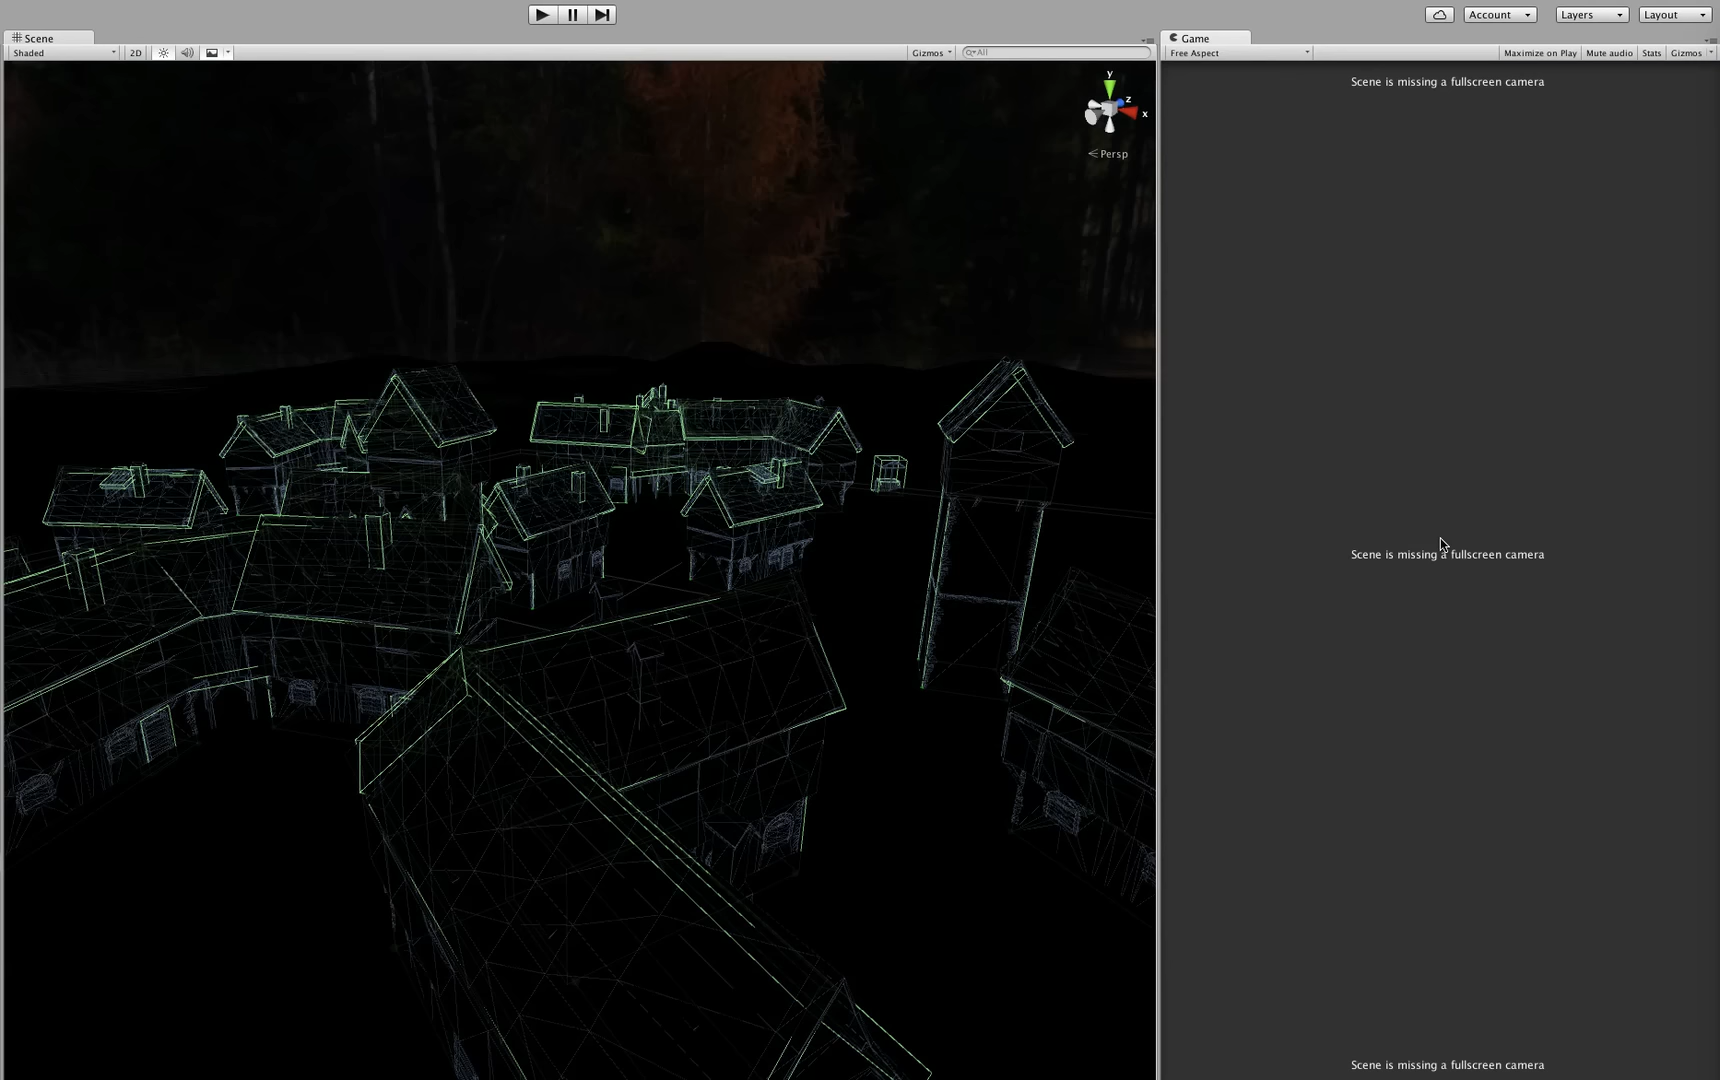 Account
Layers
Layout
Scene
Game
Shaded
2D
Gizmos
All
Free Aspect
Maximize on Play
Mute audio
Stats
Gizmos
Scene is missing a fullscreen camera
y
z
x
Persp
Scene is missing a fullscreen camera
Scene is missing a fullscreen camera